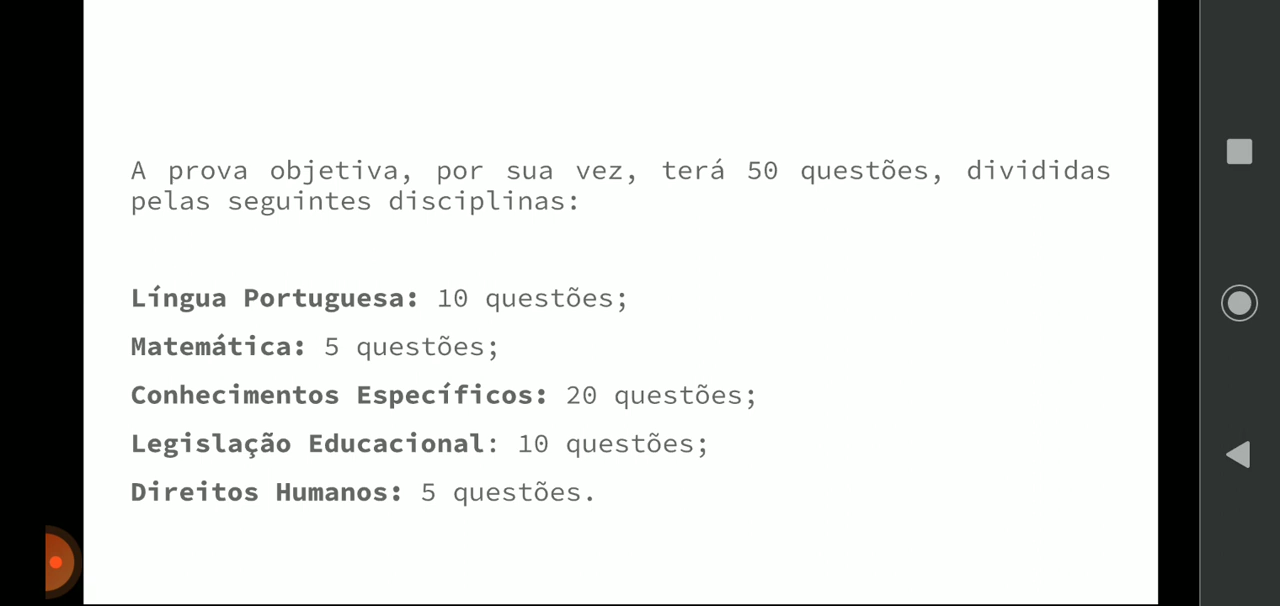 A prova objetiva, por sua vez, terá 50 questões, divididas
pelas seguintes disciplinas:
Língua Portuguesa: 10 questões;
Matemática: 5 questões;
Conhecimentos Específicos: 20 questões;
Legislação Educacional: 10 questões;
Direitos Humanos: 5 questões.